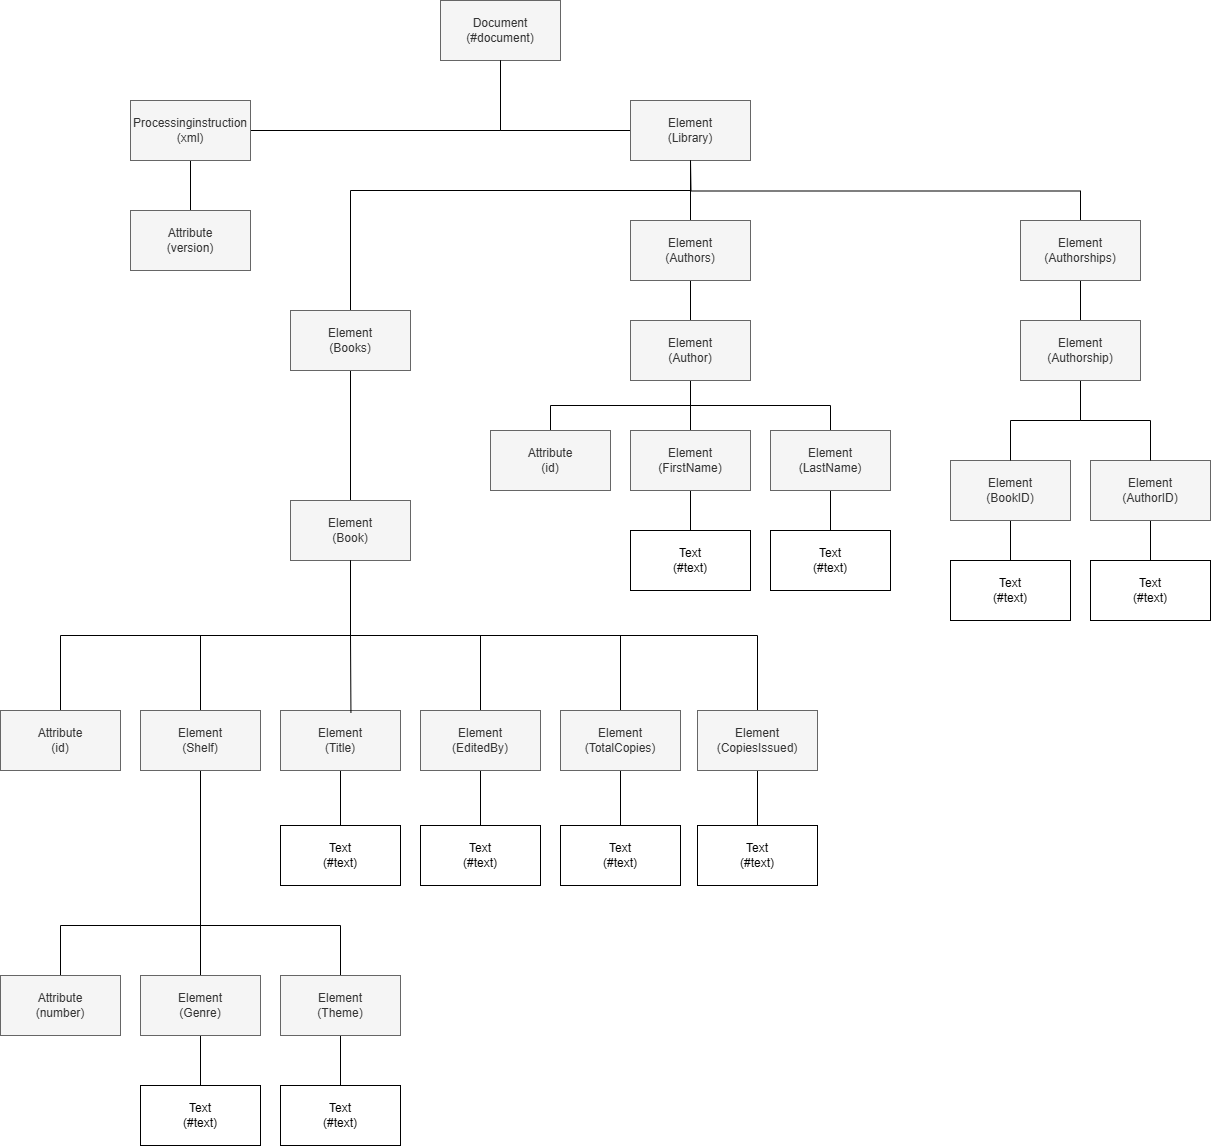 Document
(#document)
Processinginstruction
(xml)
Element
(Library)
Attribute
(version)
Element
(Authors)
Element
(Authorships)
Element
(Books)
Element
(Author)
Element
(Authorship)
Attribute
(id)
Element
(FirstName)
Element
(LastName)
Element
(BookID)
Element
(AuthorID)
Element
(Book)
Text
(#text)
Text
(#text)
Text
(#text)
Text
(#text)
Attribute
(id)
Element
(Shelf)
Element
(Title)
Element
(EditedBy)
Element
(TotalCopies)
Element
(CopiesIssued)
Text
(#text)
Text
(#text)
Text
(#text)
Text
(#text)
Attribute
(number)
Element
(Genre)
Element
(Theme)
Text
(#text)
Text
(#text)